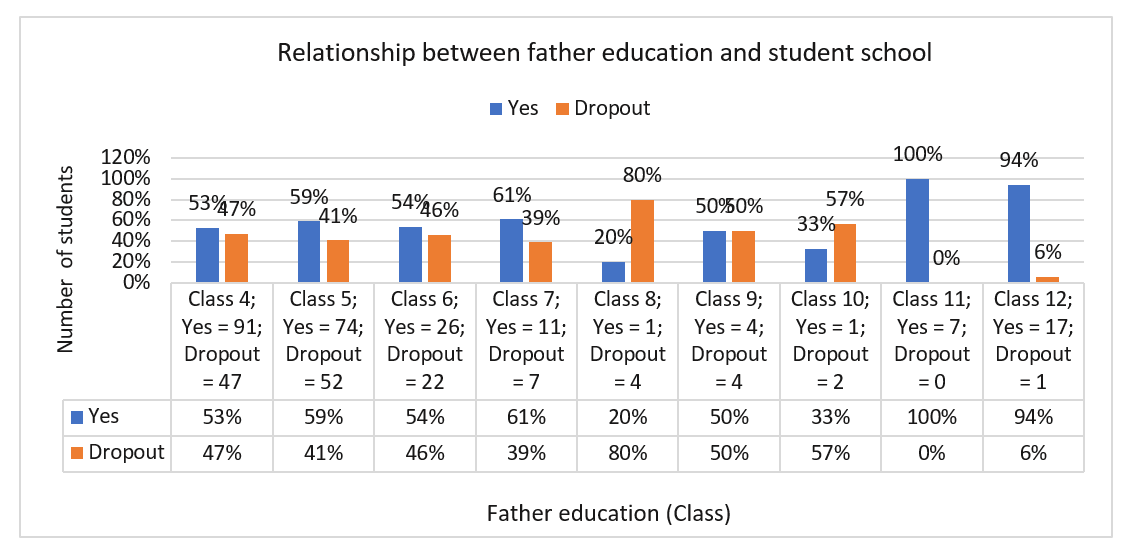 Relationship between father education and student school
Yes Dropout
Number of students
120%
100%
80%
60%
40%
20%
0%
53% 47% 59% 41% 54% 46% 61% 39% 20% 80% 50% 50% 33% 57% 100% 0% 94% 6%
Class 4; Class 5; Class 6; Class 7; Class 8; Class 9; Class 10; Class 11; Class 12;
Yes = 91; Yes = 74; Yes = 26; Yes = 11; Yes = 1; Yes = 4; Yes = 1; Yes = 7; Yes = 17;
Dropout Dropout Dropout Dropout Dropout Dropout Dropout Dropout Dropout
= 47 = 52 = 22 = 7 = 4 = 4 = 2 = 0 = 1
Yes 53% 59% 54% 61% 20% 50% 33% 100% 94%
Dropout 47% 41% 46% 39% 80% 50% 57% 0% 6%
Father education (Class)